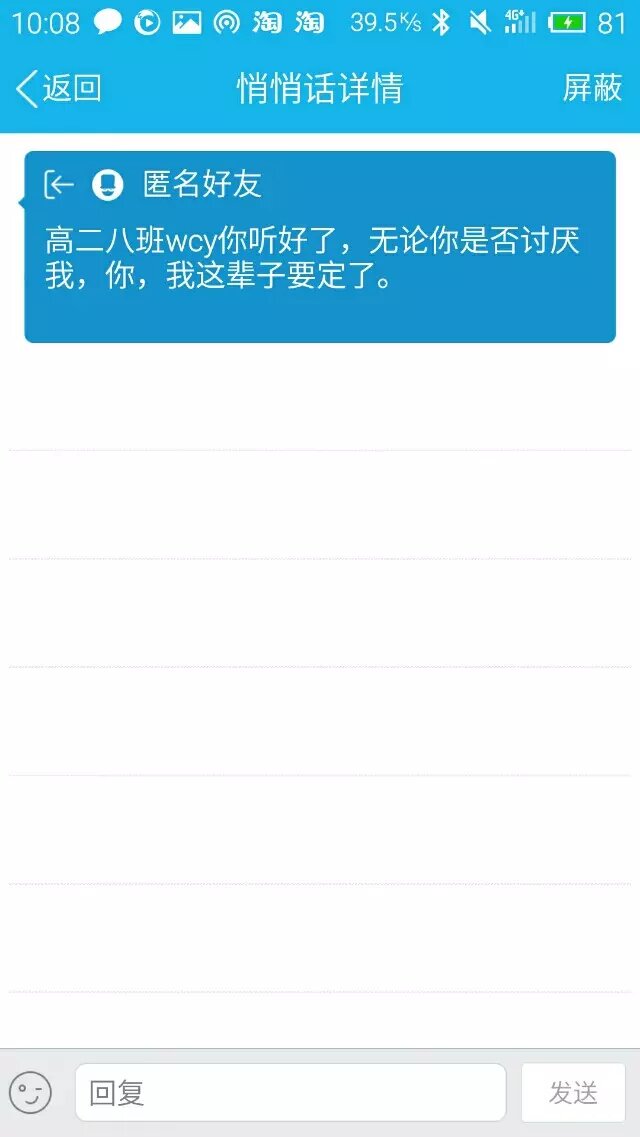 10:08 淘 淘 39.5K/s 4G+ 81
返回 悄悄话详情 屏蔽
匿名好友
高二八班wcy你听好了，无论你是否讨厌
我，你，我这辈子要定了。
回复 发送